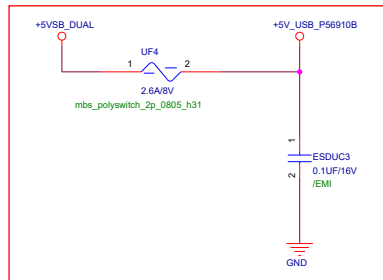 +5VSB_DUAL
+5V_USB_P56910B
UF4
1
2
2.6A/8V
mbs_polyswitch_2p_0805_h31
1
ESDUC3
0.1UF/16V
2
/EMI
GND